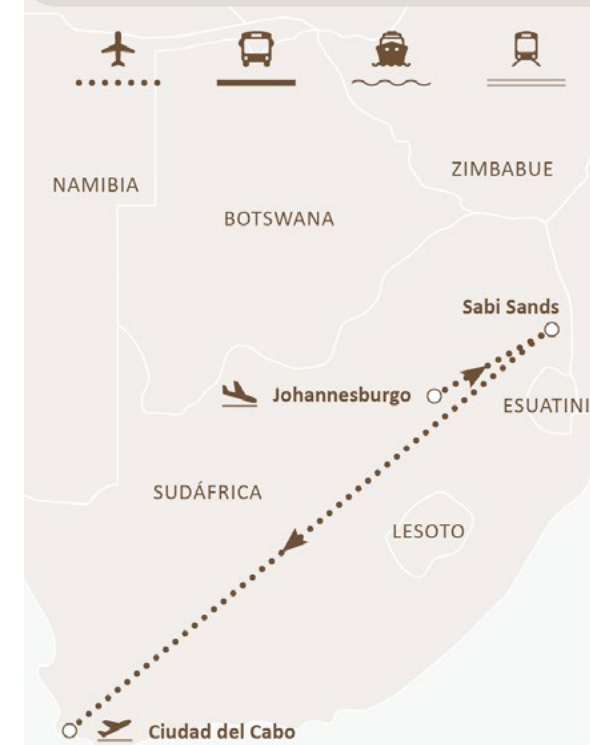 NAMIBIA
ZIMBABUE
BOTSWANA
Sabi Sands
Johannesburgo
ESUATINI
SUDÁFRICA
LESOTO
Ciudad del Cabo